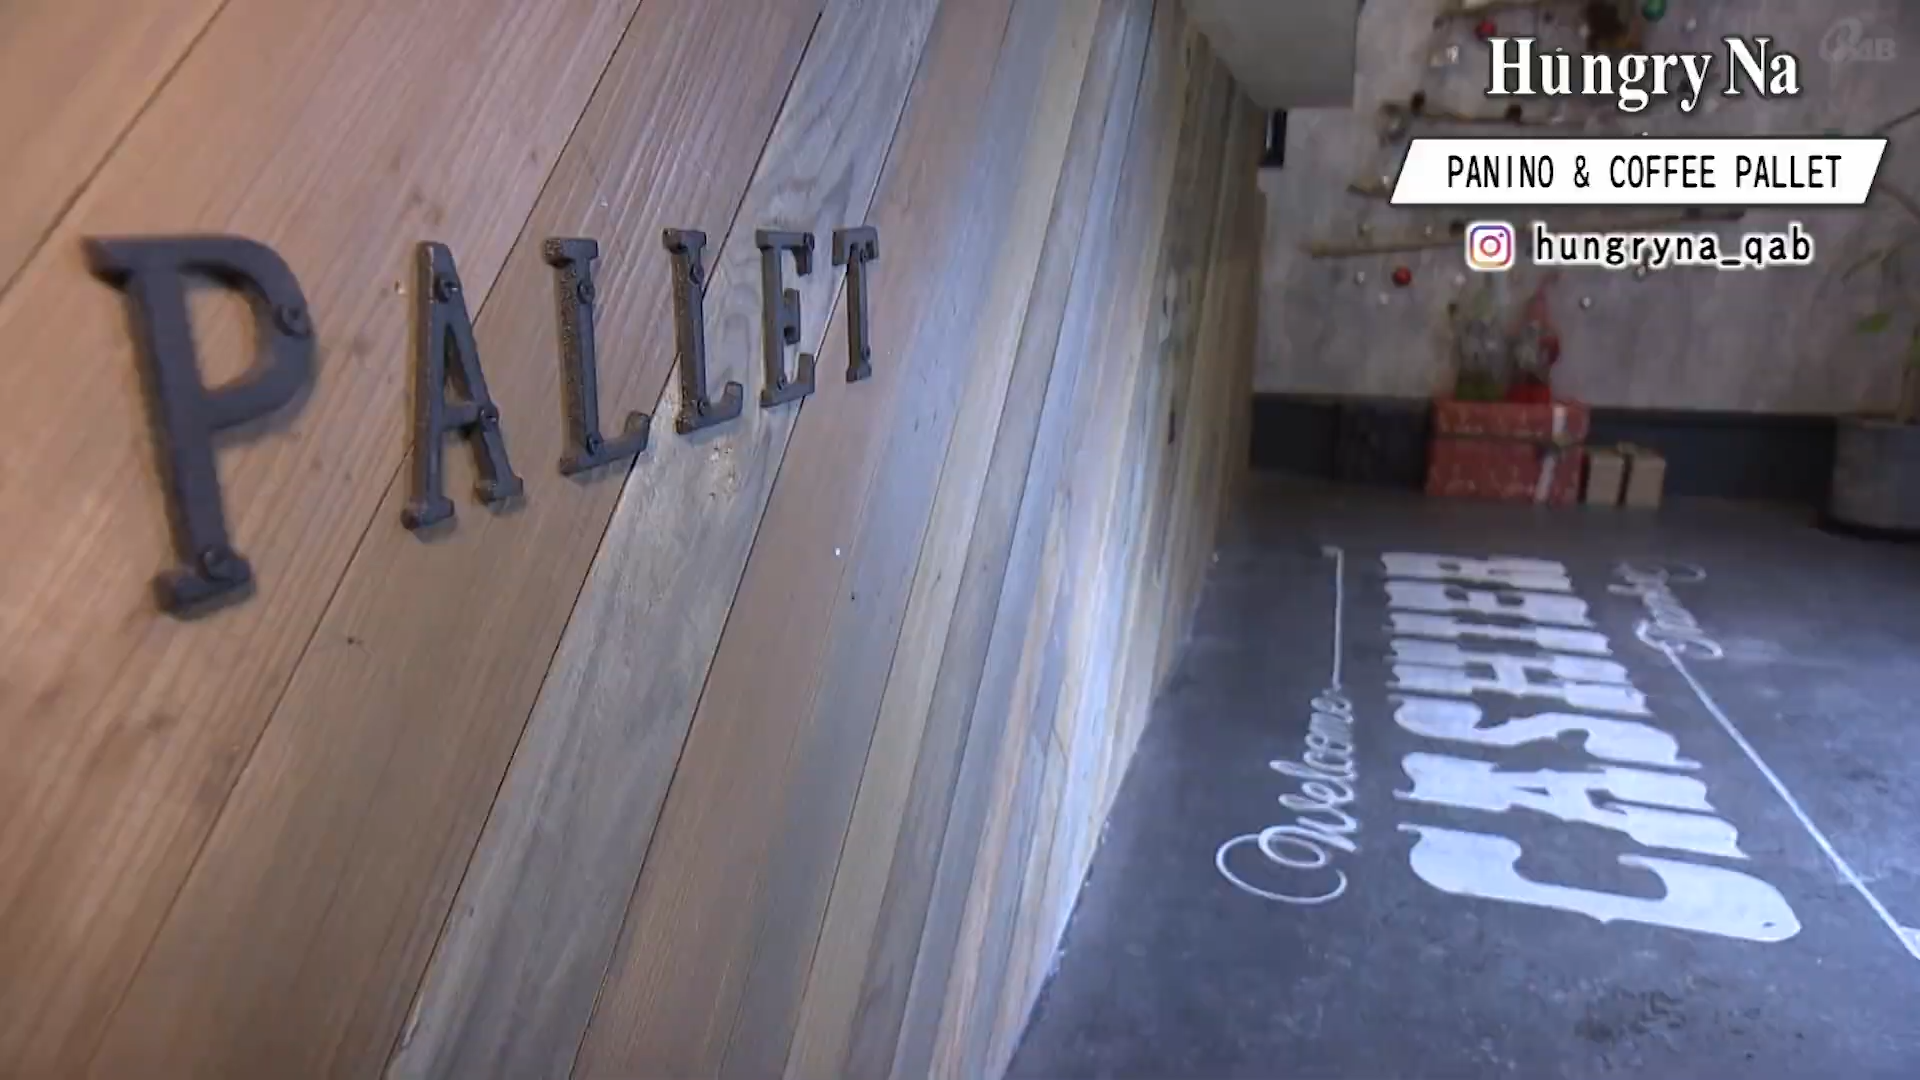 Hungry Na
PANINO & COFFEE PALLET
hungryna_qab
PALLET
Welcome
CASHIER